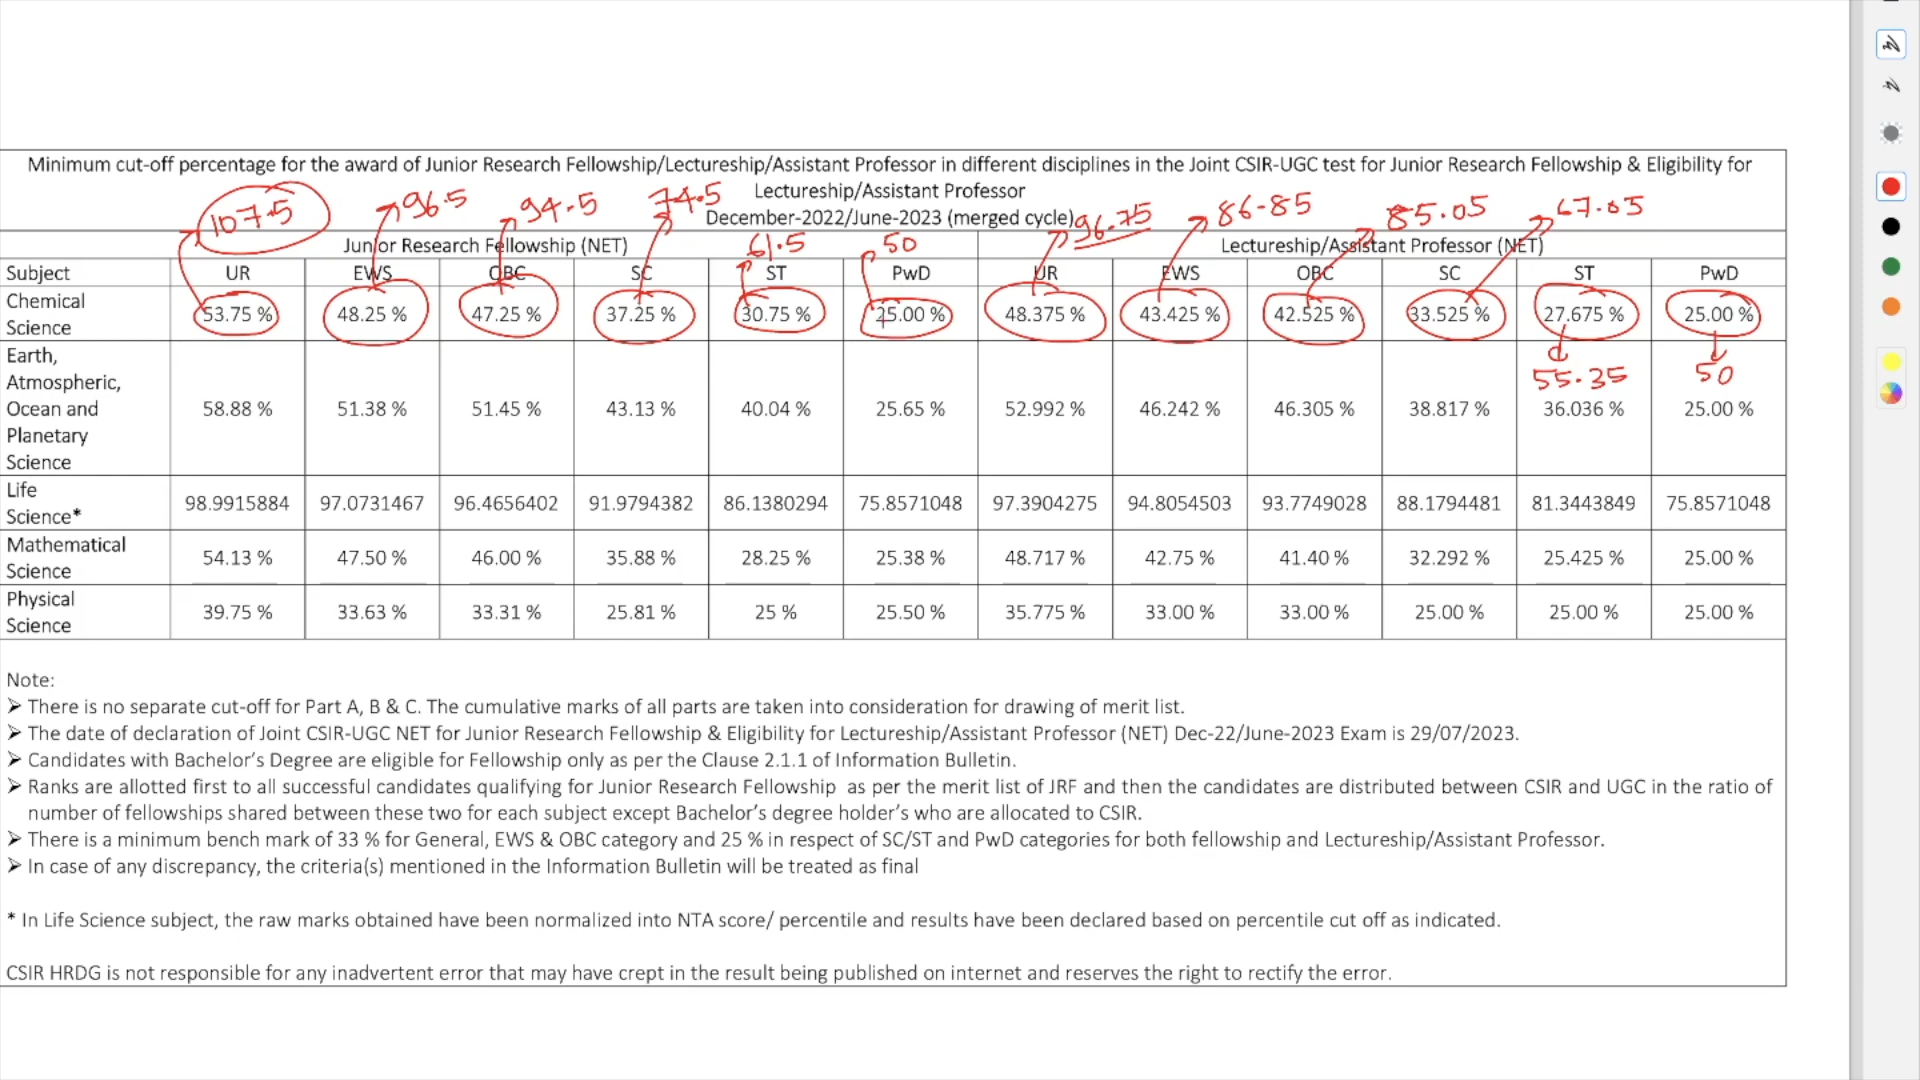 Minimum cut-off percentage for the award of Junior Research Fellowship/Lectureship/Assistant Professor in different disciplines in the Joint CSIR-UGC test for Junior Research Fellowship & Eligibility for
Lectureship/Assistant Professor
December-2022/June-2023 (merged cycle)
107.5 96.5 94.5 74.5 61.5 50 96.75 86-85 85.05 67.05
Junior Research Fellowship (NET) Lectureship/Assistant Professor (NET)
Subject UR EWS OBC SC ST PwD UR EWS OBC SC ST PwD
Chemical
Science 53.75 % 48.25 % 47.25 % 37.25 % 30.75 % 25.00 % 48.375 % 43.425 % 42.525 % 33.525 % 27.675 % 25.00 %
55.35 50
Earth,
Atmospheric,
Ocean and 58.88 % 51.38 % 51.45 % 43.13 % 40.04 % 25.65 % 52.992 % 46.242 % 46.305 % 38.817 % 36.036 % 25.00 %
Planetary
Science
Life
Science* 98.9915884 97.0731467 96.4656402 91.9794382 86.1380294 75.8571048 97.3904275 94.8054503 93.7749028 88.1794481 81.3443849 75.8571048
Mathematical
Science 54.13 % 47.50 % 46.00 % 35.88 % 28.25 % 25.38 % 48.717 % 42.75 % 41.40 % 32.292 % 25.425 % 25.00 %
Physical
Science 39.75 % 33.63 % 33.31 % 25.81 % 25 % 25.50 % 35.775 % 33.00 % 33.00 % 25.00 % 25.00 % 25.00 %
Note:
➢ There is no separate cut-off for Part A, B & C. The cumulative marks of all parts are taken into consideration for drawing of merit list.
➢ The date of declaration of Joint CSIR-UGC NET for Junior Research Fellowship & Eligibility for Lectureship/Assistant Professor (NET) Dec-22/June-2023 Exam is 29/07/2023.
➢ Candidates with Bachelor's Degree are eligible for Fellowship only as per the Clause 2.1.1 of Information Bulletin.
➢ Ranks are allotted first to all successful candidates qualifying for Junior Research Fellowship as per the merit list of JRF and then the candidates are distributed between CSIR and UGC in the ratio of
number of fellowships shared between these two for each subject except Bachelor's degree holder's who are allocated to CSIR.
➢ There is a minimum bench mark of 33 % for General, EWS & OBC category and 25 % in respect of SC/ST and PwD categories for both fellowship and Lectureship/Assistant Professor.
➢ In case of any discrepancy, the criteria(s) mentioned in the Information Bulletin will be treated as final
* In Life Science subject, the raw marks obtained have been normalized into NTA score/ percentile and results have been declared based on percentile cut off as indicated.
CSIR HRDG is not responsible for any inadvertent error that may have crept in the result being published on internet and reserves the right to rectify the error.